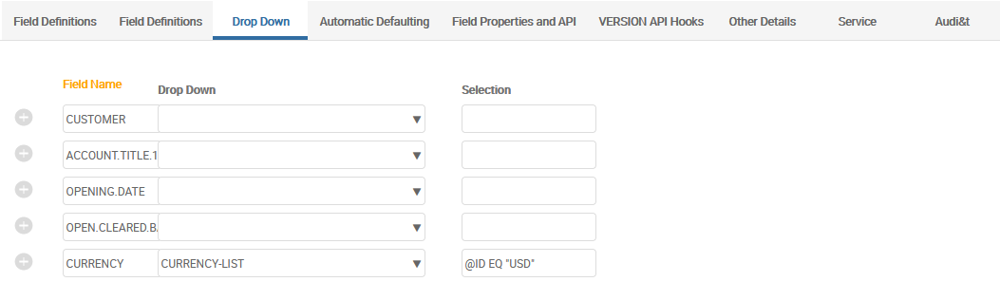 Field Definitions Field Definitions Drop Down Automatic Defaulting Field Properties and API VERSION API Hooks Other Details Service Audi&t
Field Name Drop Down Selection
CUSTOMER
ACCOUNT.TITLE.1
OPENING.DATE
OPEN.CLEARED.BA
CURRENCY CURRENCY-LIST @ID EQ "USD"